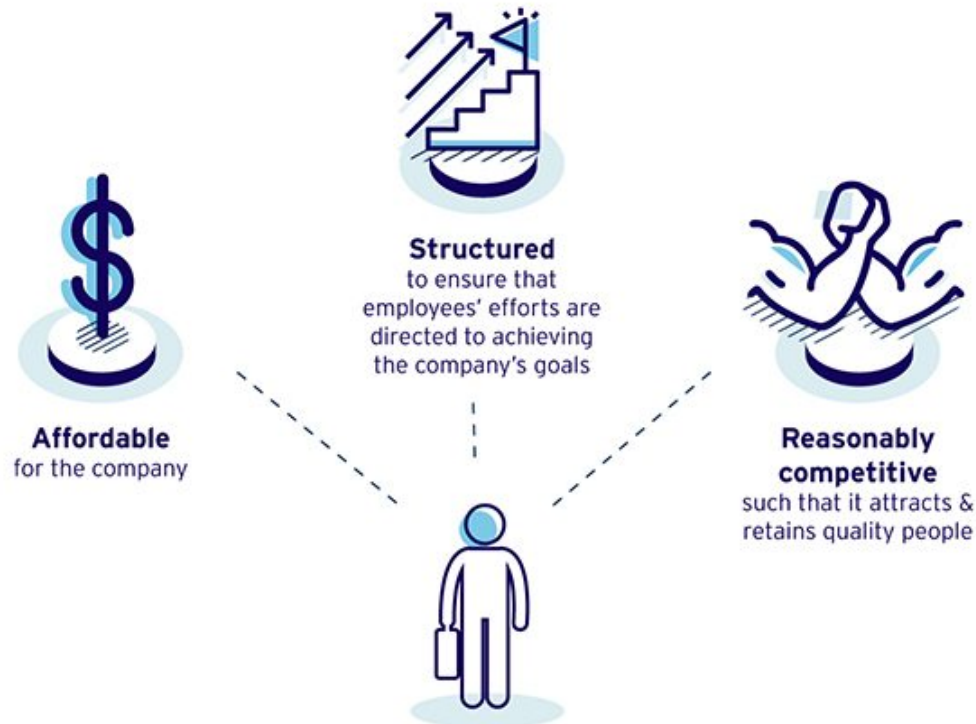 Structured
to ensure that
employees' efforts are
directed to achieving
the company's goals
Affordable
for the company
Reasonably
competitive
such that it attracts &
retains quality people